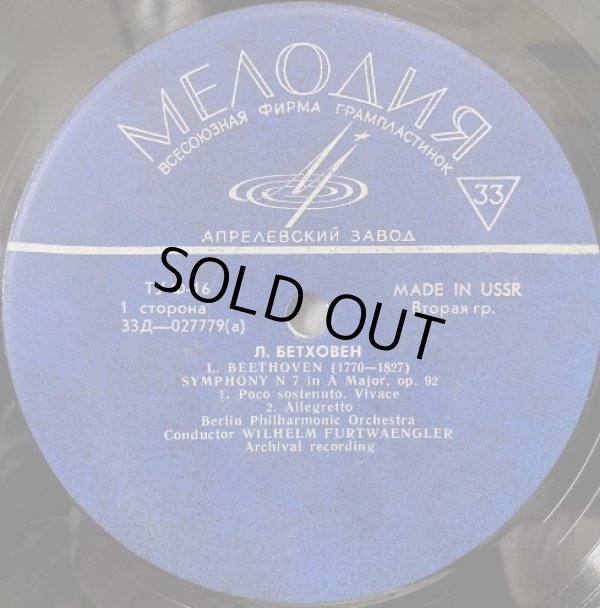 МЕЛОДИЯ
ВСЕСОЮЗНАЯ ФИРМА ГРАМПЛАСТИНОК
33
АПРЕЛЕВСКИЙ ЗАВОД
SOLD OUT
MADE IN USSR
1 сторона
Вторая гр.
33Д—027779(а)
Л. БЕТХОВЕН
L. BEETHOVEN (1770—1827)
SYMPHONY N 7 in A Major, op. 92
1. Poco sostenuto. Vivace
2. Allegretto
Berlin Philharmonic Orchestra
Conductor WILHELM FURTWAENGLER
Archival recording